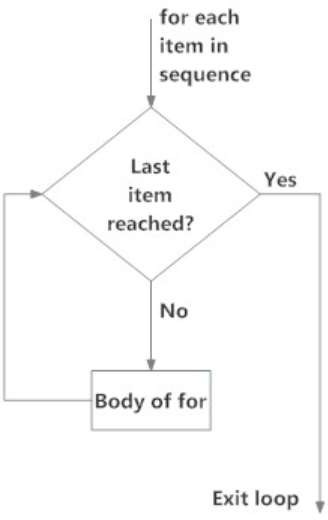 for each
item in
sequence
Last
item
reached?
Yes
No
Body of for
Exit loop